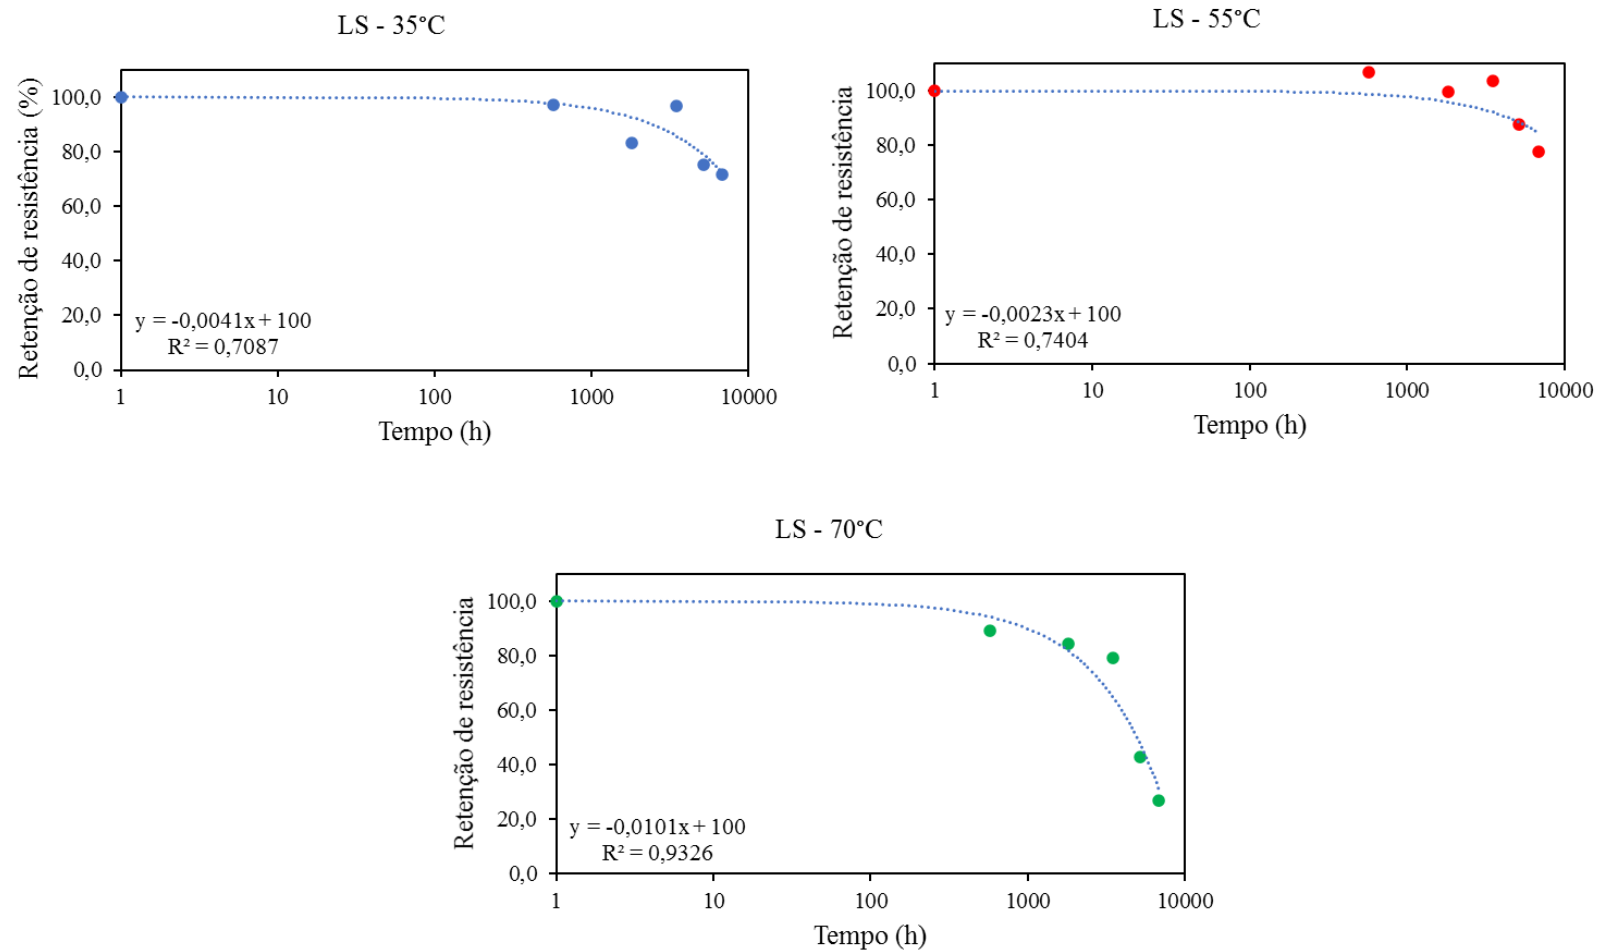 LS - 35°C
Retenção de resistência (%)
100,0
80,0
60,0
40,0
20,0
0,0
y = -0,0041x + 100
R² = 0,7087
1 10 100 1000 10000
Tempo (h)
LS - 55°C
Retenção de resistência
100,0
80,0
60,0
40,0
20,0
0,0
y = -0,0023x + 100
R² = 0,7404
1 10 100 1000 10000
Tempo (h)
LS - 70°C
Retenção de resistência
100,0
80,0
60,0
40,0
20,0
0,0
y = -0,0101x + 100
R² = 0,9326
1 10 100 1000 10000
Tempo (h)